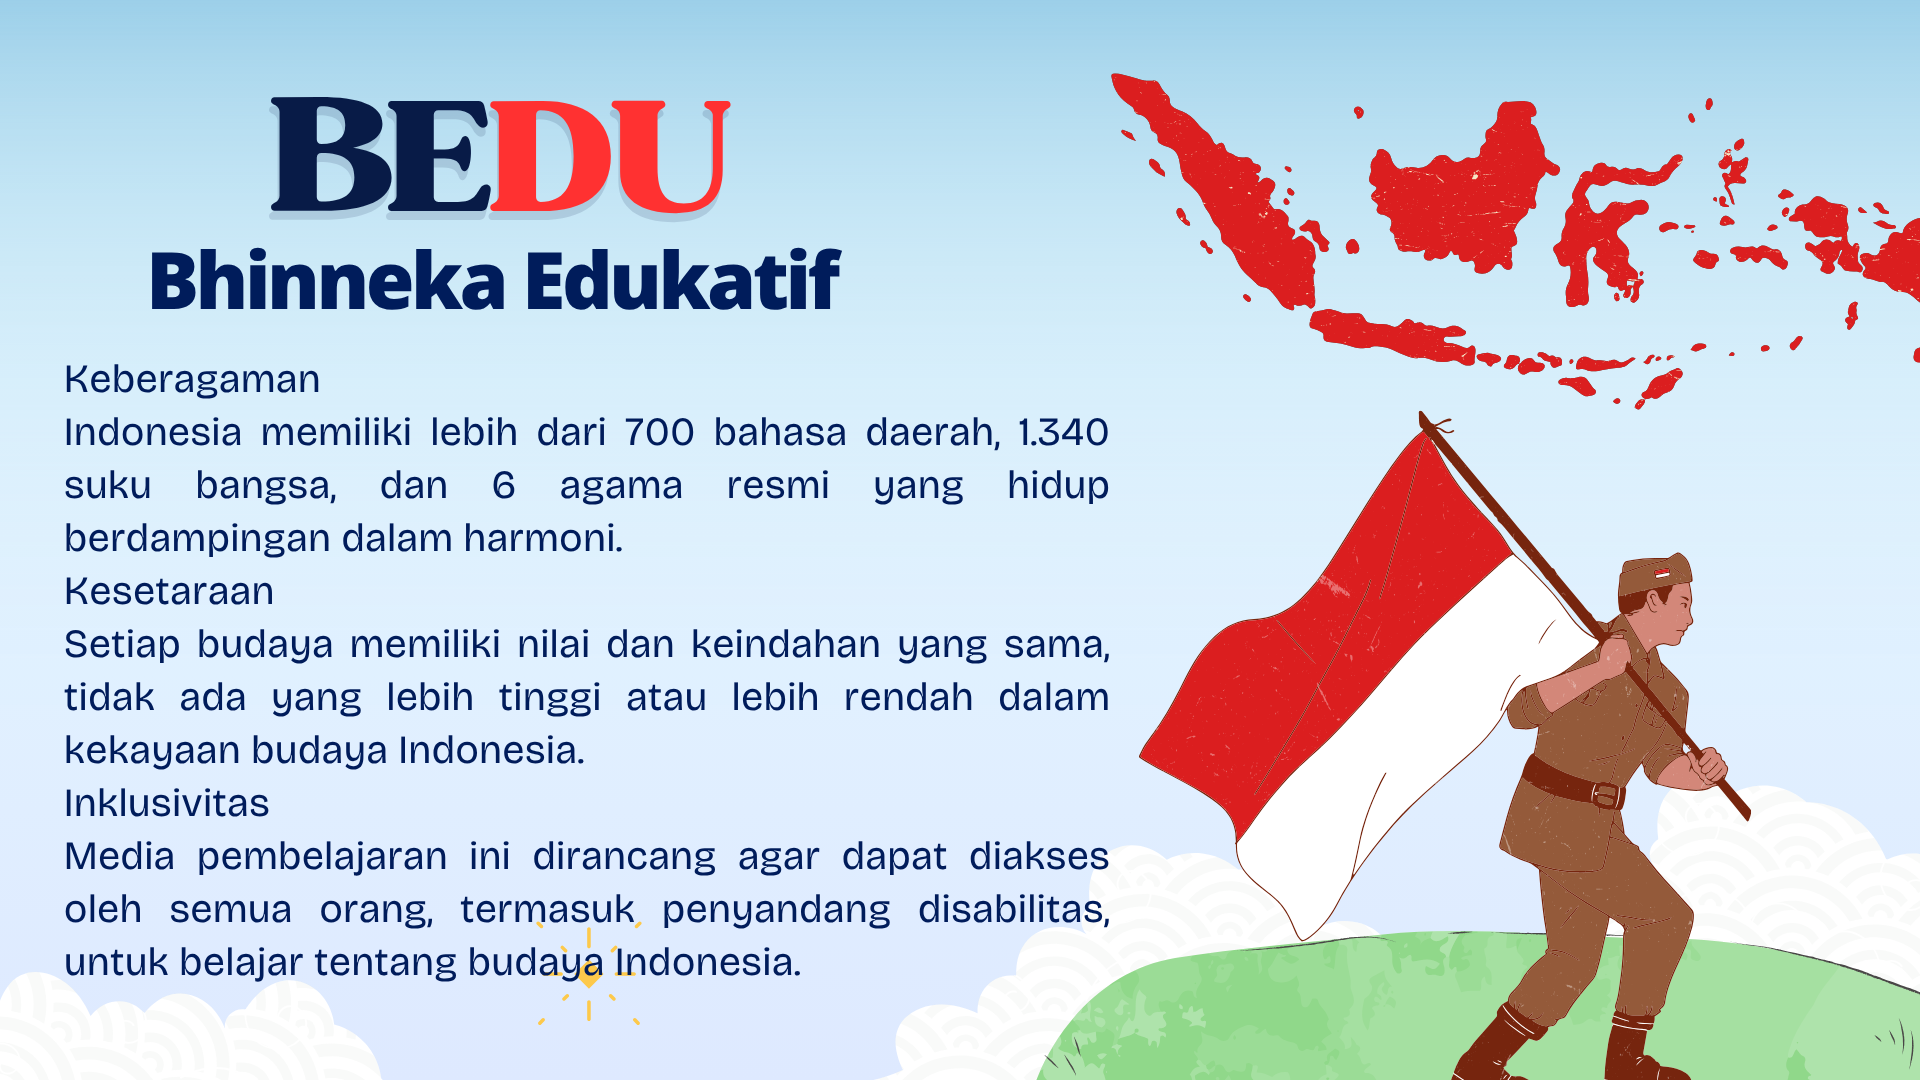 BEDU
Bhinneka Edukatif
Keberagaman
Indonesia memiliki lebih dari 700 bahasa daerah, 1.340
suku bangsa, dan 6 agama resmi yang hidup
berdampingan dalam harmoni.
Kesetaraan
Setiap budaya memiliki nilai dan keindahan yang sama,
tidak ada yang lebih tinggi atau lebih rendah dalam
kekayaan budaya Indonesia.
Inklusivitas
Media pembelajaran ini dirancang agar dapat diakses
oleh semua orang, termasuk penyandang disabilitas,
untuk belajar tentang budaya Indonesia.